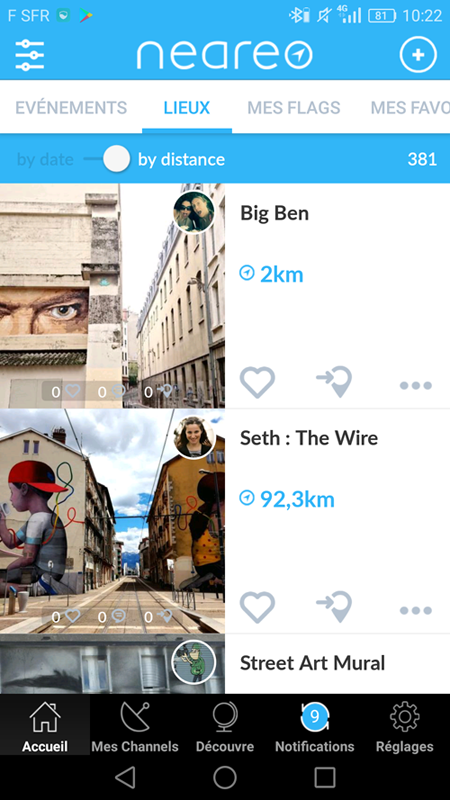 F SFR 4G 81 10:22
neareo
EVÉNEMENTS LIEUX MES FLAGS MES FAVO
by date by distance 381
Big Ben
2km
0 0 0
Seth : The Wire
92,3km
0 0 0
Street Art Mural
9
Accueil Mes Channels Découvre Notifications Réglages